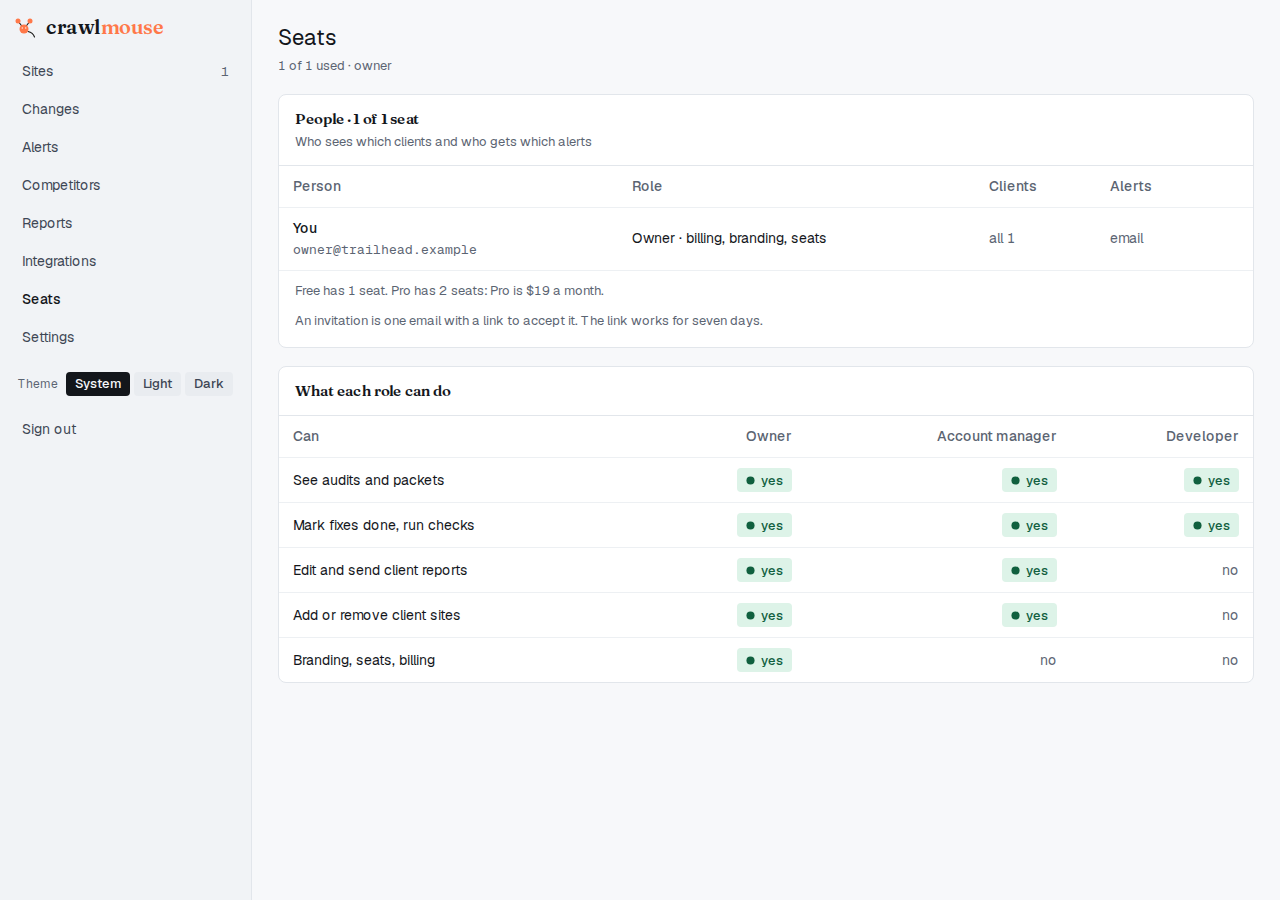 crawlmouse
Sites 1
Changes
Alerts
Competitors
Reports
Integrations
Seats
Settings
Theme System Light Dark
Sign out
Seats
1 of 1 used · owner
People · 1 of 1 seat
Who sees which clients and who gets which alerts
Person Role Clients Alerts
You
owner@trailhead.example
Owner · billing, branding, seats
all 1
email
Free has 1 seat. Pro has 2 seats: Pro is $19 a month.
An invitation is one email with a link to accept it. The link works for seven days.
What each role can do
Can Owner Account manager Developer
See audits and packets yes yes yes
Mark fixes done, run checks yes yes yes
Edit and send client reports yes yes no
Add or remove client sites yes yes no
Branding, seats, billing yes no no